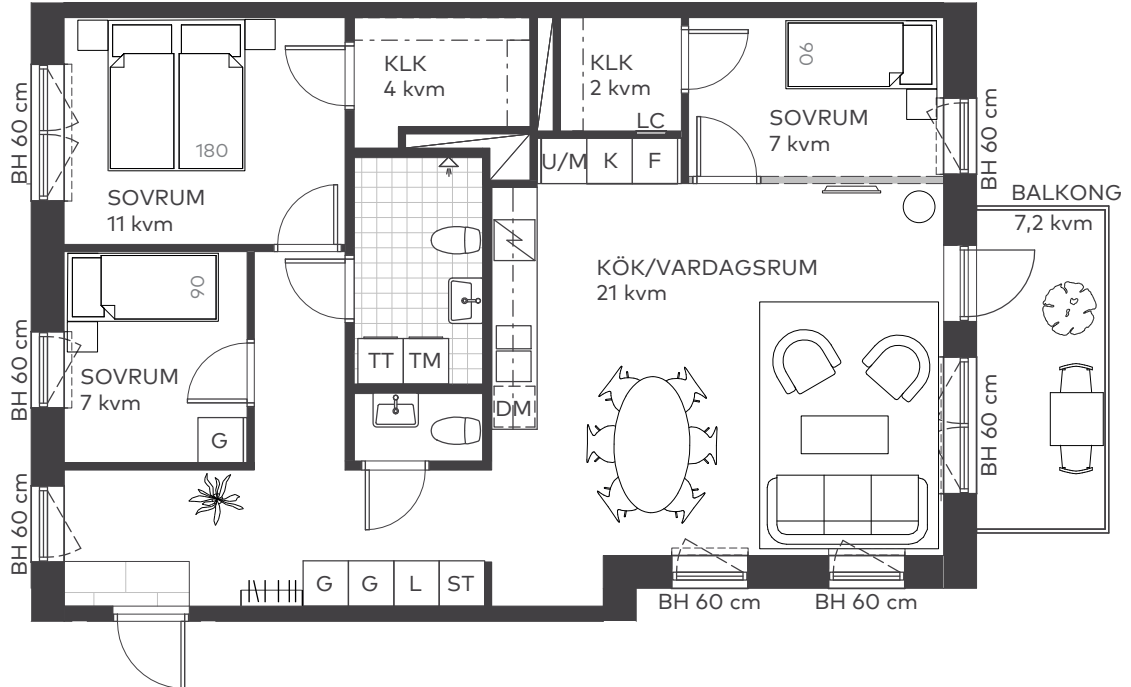 KLK
4 kvm
KLK
2 kvm
LC
90
SOVRUM
7 kvm
BH 60 cm
BH 60 cm
180
SOVRUM
11 kvm
U/M
K
F
BALKONG
7,2 kvm
KÖK/VARDAGSRUM
21 kvm
90
SOVRUM
7 kvm
BH 60 cm
G
TT
TM
DM
BH 60 cm
BH 60 cm
G
G
L
ST
BH 60 cm
BH 60 cm